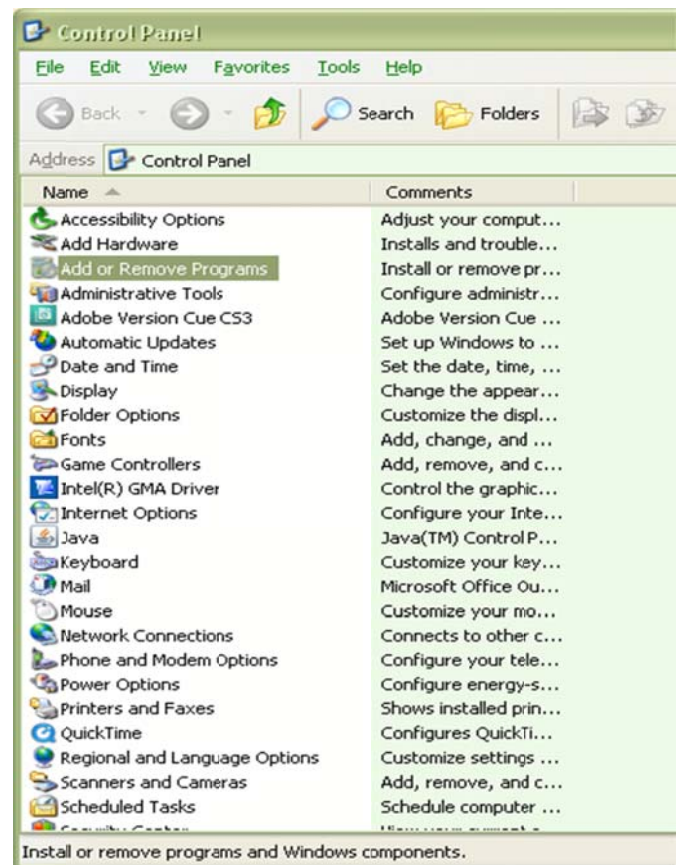 Control Panel
File Edit View Favorites Tools Help
Back Search Folders
Address Control Panel
Name Comments
Accessibility Options Adjust your comput...
Add Hardware Installs and trouble...
Add or Remove Programs Install or remove pr...
Administrative Tools Configure administr...
Adobe Version Cue CS3 Adobe Version Cue ...
Automatic Updates Set up Windows to ...
Date and Time Set the date, time, ...
Display Change the appear...
Folder Options Customize the displ...
Fonts Add, change, and ...
Game Controllers Add, remove, and c...
Intel(R) GMA Driver Control the graphic...
Internet Options Configure your Inte...
Java Java(TM) Control P...
Keyboard Customize your key...
Mail Microsoft Office Ou...
Mouse Customize your mo...
Network Connections Connects to other c...
Phone and Modem Options Configure your tele...
Power Options Configure energy-s...
Printers and Faxes Shows installed prin...
QuickTime Configures QuickTi...
Regional and Language Options Customize settings ...
Scanners and Cameras Add, remove, and c...
Scheduled Tasks Schedule computer ...
Install or remove programs and Windows components.